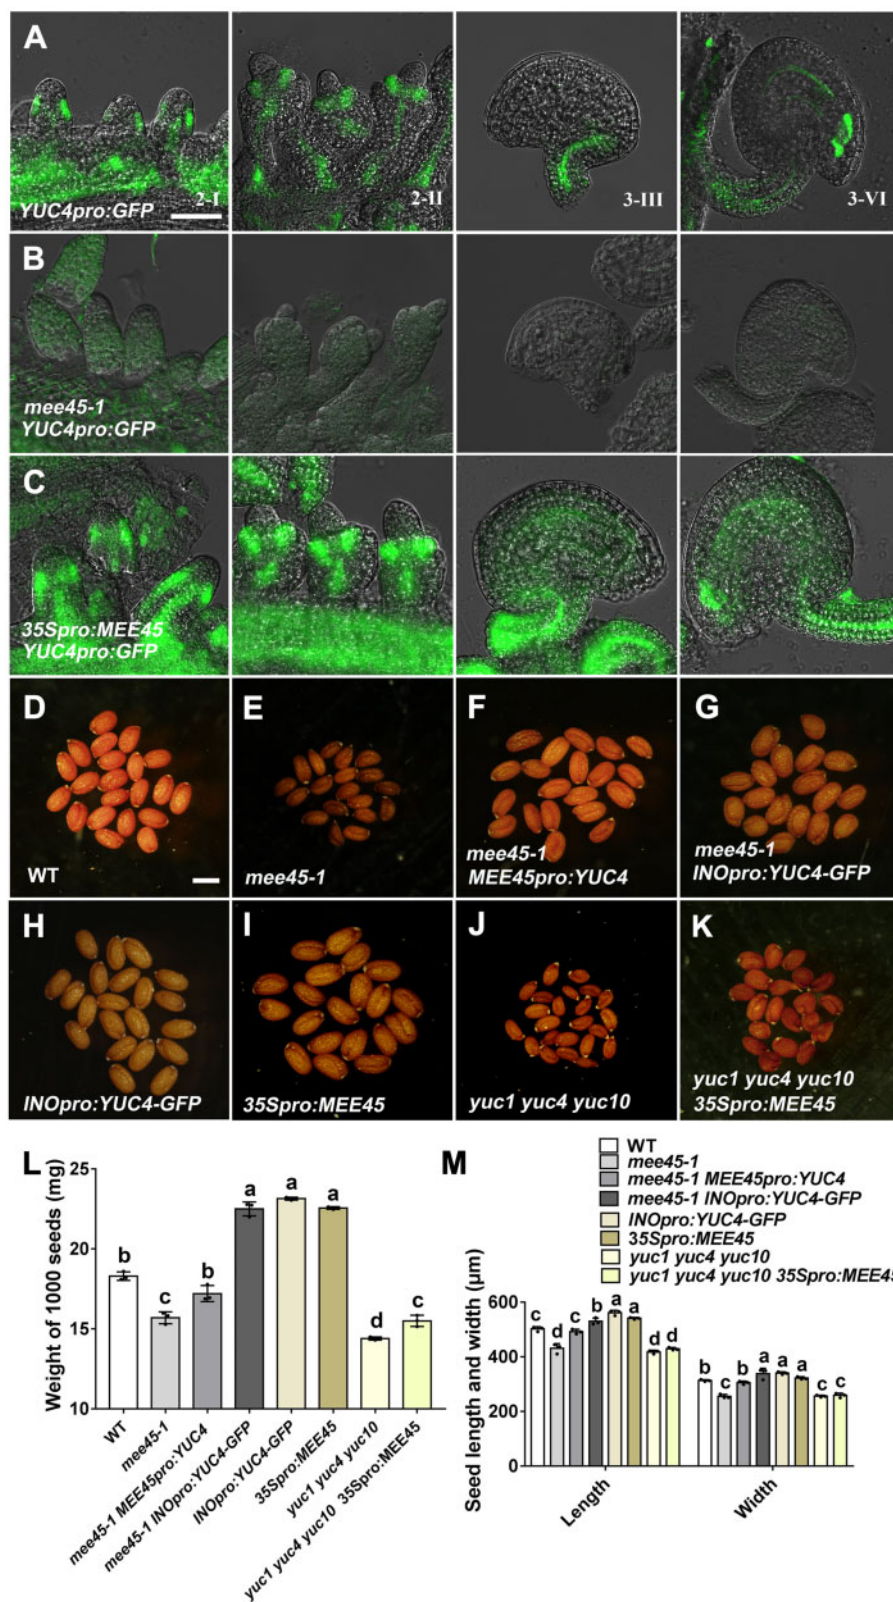 A
2-I
2-II
3-III
3-VI
YUC4pro:GFP
B
mee45-1
YUC4pro:GFP
C
35Spro:MEE45
YUC4pro:GFP
D
E
F
G
WT
mee45-1
mee45-1
MEE45pro:YUC4
mee45-1
INOpro:YUC4-GFP
H
I
J
K
INOpro:YUC4-GFP
35Spro:MEE45
yuc1 yuc4 yuc10
yuc1 yuc4 yuc10
35Spro:MEE45
L
Weight of 1000 seeds (mg)
25
22
19
16
13
10
b
c
b
a
a
a
d
c
WT
mee45-1
mee45-1 MEE45pro:YUC4
mee45-1 INOpro:YUC4-GFP
INOpro:YUC4-GFP
35Spro:MEE45
yuc1 yuc4 yuc10
yuc1 yuc4 yuc10 35Spro:MEE45
M
WT
mee45-1
mee45-1 MEE45pro:YUC4
mee45-1 INOpro:YUC4-GFP
INOpro:YUC4-GFP
35Spro:MEE45
yuc1 yuc4 yuc10
yuc1 yuc4 yuc10 35Spro:MEE45
Seed length and width (µm)
600
400
200
0
c d c b a a d d
b c b a a a c c
Length
Width